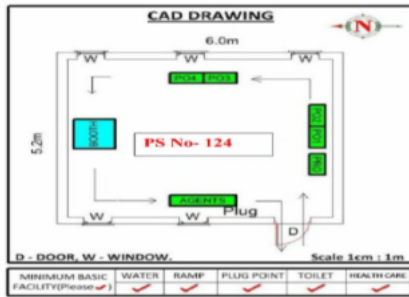 CAD DRAWING
N
6.0m
W W W
PO4 PO3
5.2m
BOOTH
PS No- 124
PO2 PO1
PRO
AGENTS
Plug
W W
D
D - DOOR, W - WINDOW. Scale 1cm : 1m
MINIMUM BASIC FACILITY(Please✓) WATER RAMP PLUG POINT TOILET HEALTH CARE